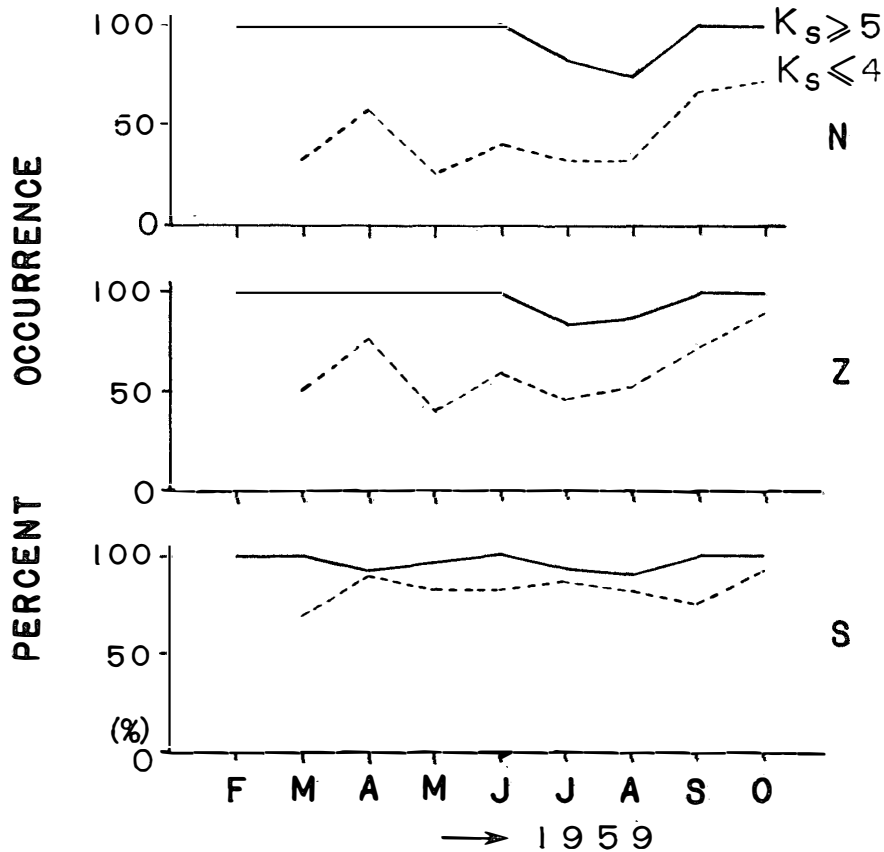 PERCENT OCCURRENCE
100
50
0
Ks≥5
Ks≤4
N
100
50
0
Z
100
50
(%)
0
S
F M A M J J A S O
→ 1959